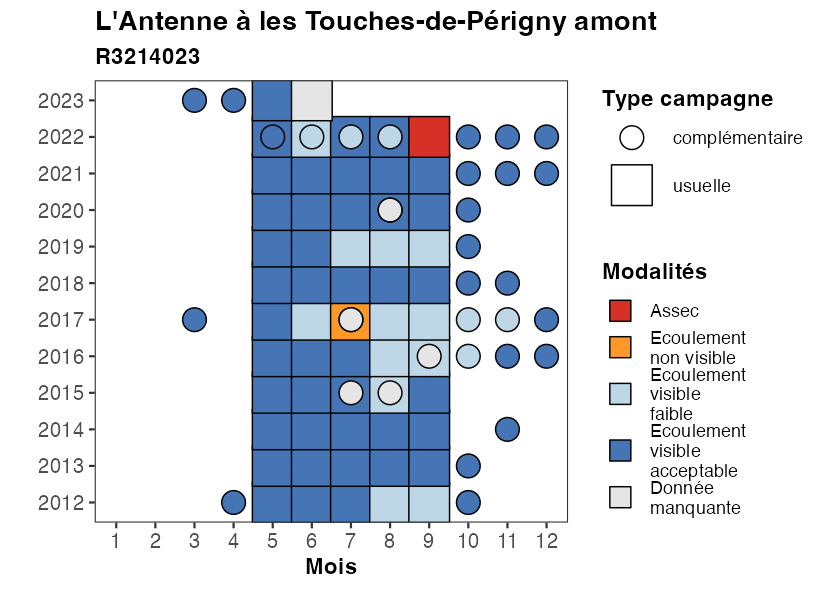 L'Antenne à les Touches-de-Périgny amont
R3214023
2023
2022
2021
2020
2019
2018
2017
2016
2015
2014
2013
2012
1 2 3 4 5 6 7 8 9 10 11 12
Mois
Type campagne
complémentaire
usuelle
Modalités
Assec
Ecoulement
non visible
Ecoulement
visible
faible
Ecoulement
visible
acceptable
Donnée
manquante